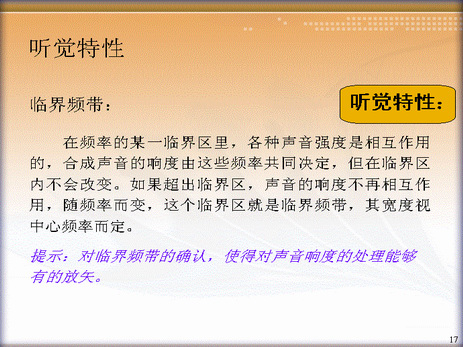 听觉特性
临界频带：
听觉特性：
在频率的某一临界区里，各种声音强度是相互作用
的，合成声音的响度由这些频率共同决定，但在临界区
内不会改变。如果超出临界区，声音的响度不再相互作
用，随频率而变，这个临界区就是临界频带，其宽度视
中心频率而定。
提示：对临界频带的确认，使得对声音响度的处理能够
有的放矢。
17